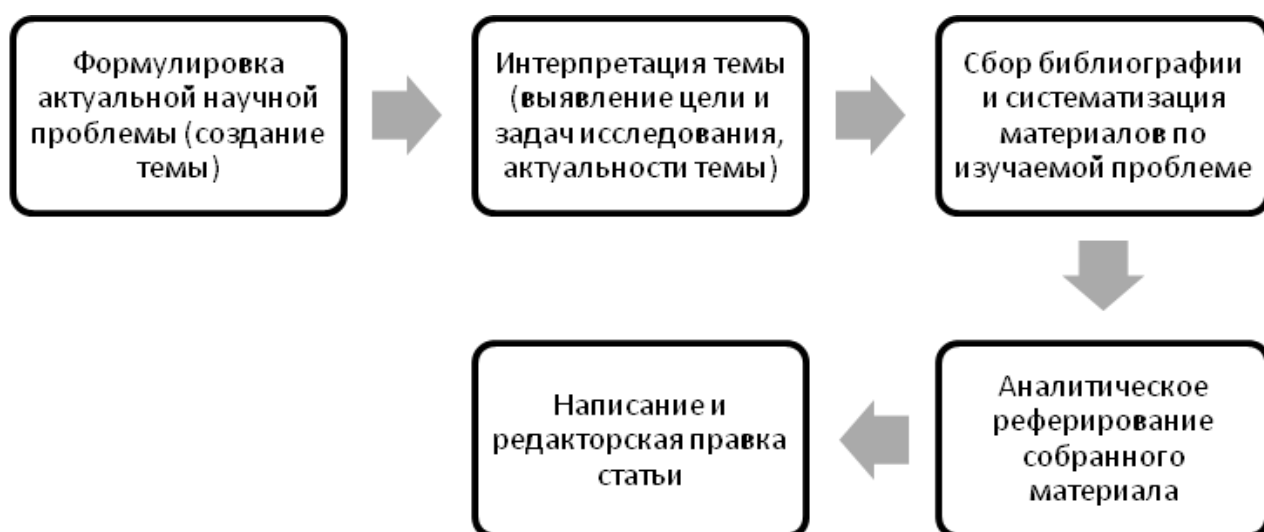 Формулировка
актуальной научной
проблемы (создание
темы)
Интерпретация темы
(выявление цели и
задач исследования,
актуальности темы)
Сбор библиографии
и систематизация
материалов по
изучаемой проблеме
Аналитическое
реферирование
собранного
материала
Написание и
редакторская правка
статьи